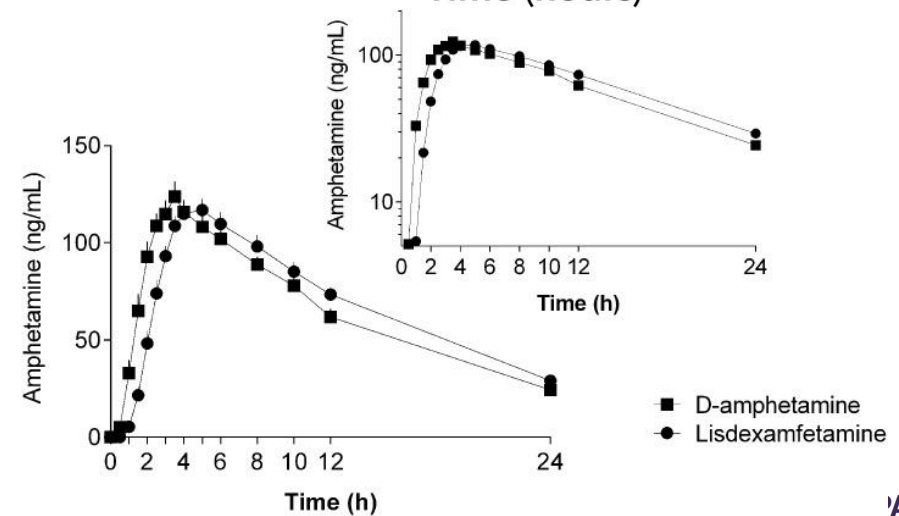 Amphetamine (ng/mL)
100
10
0 2 4 6 8 10 12 24
Time (h)
Amphetamine (ng/mL)
150
100
50
0
0 2 4 6 8 10 12 24
Time (h)
D-amphetamine
Lisdexamfetamine